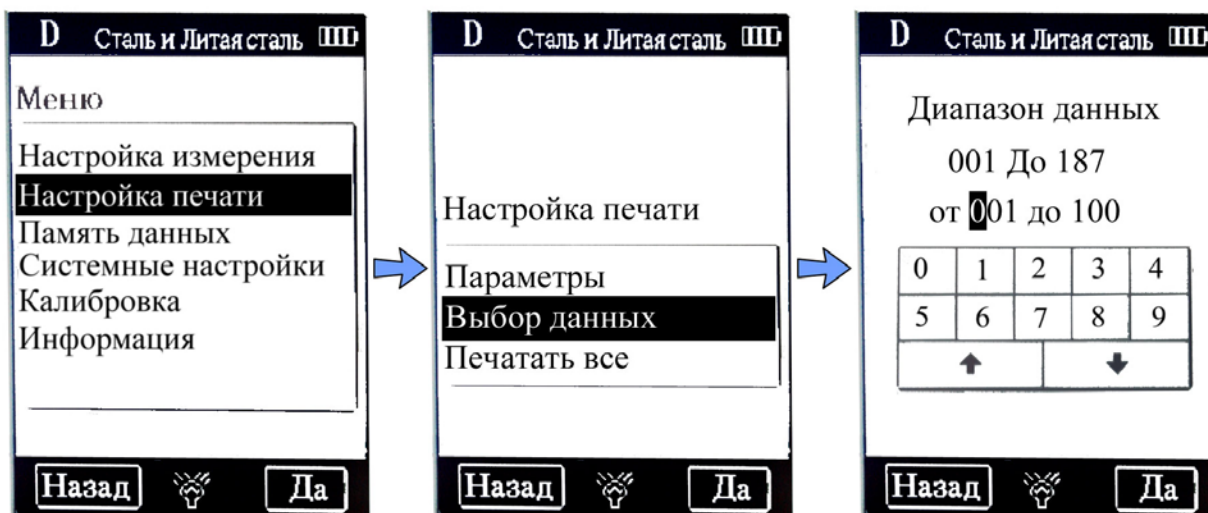 D Сталь и Литая сталь
Меню
Настройка измерения
Настройка печати
Память данных
Системные настройки
Калибровка
Информация
Назад Да
D Сталь и Литая сталь
Настройка печати
Параметры
Выбор данных
Печатать все
Назад Да
D Сталь и Литая сталь
Диапазон данных
001 До 187
от 001 до 100
0 1 2 3 4
5 6 7 8 9
Назад Да